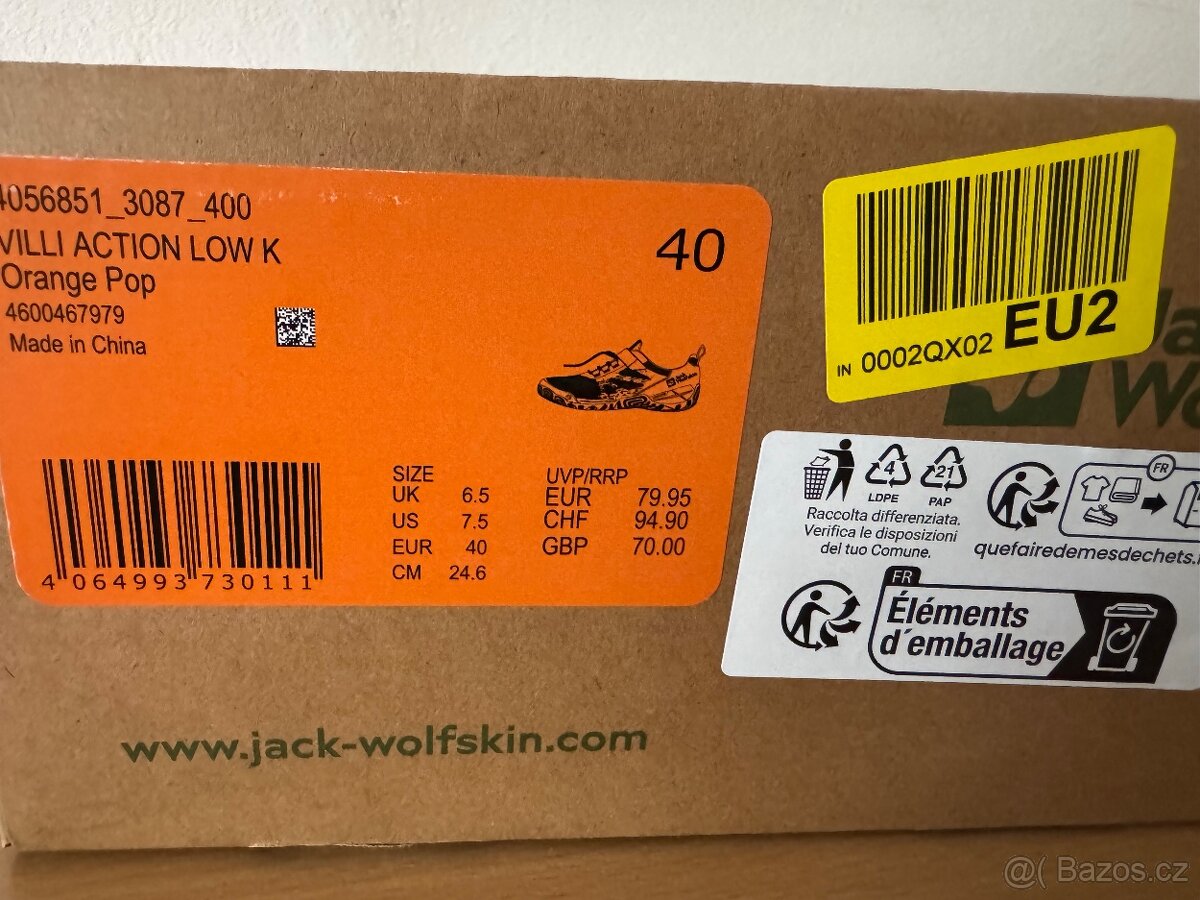 4056851_3087_400
VILLI ACTION LOW K
Orange Pop
4600467979
Made in China
40
SIZE
UK 6.5
US 7.5
EUR 40
CM 24.6
UVP/RRP
EUR 79.95
CHF 94.90
GBP 70.00
4 064993 730111
IN 0002QX02 EU2
4
LDPE
21
PAP
Raccolta differenziata.
Verifica le disposizioni
del tuo Comune.
FR
quefairedemesdechets.
FR
Éléments
d'emballage
www.jack-wolfskin.com
@( Bazos.cz